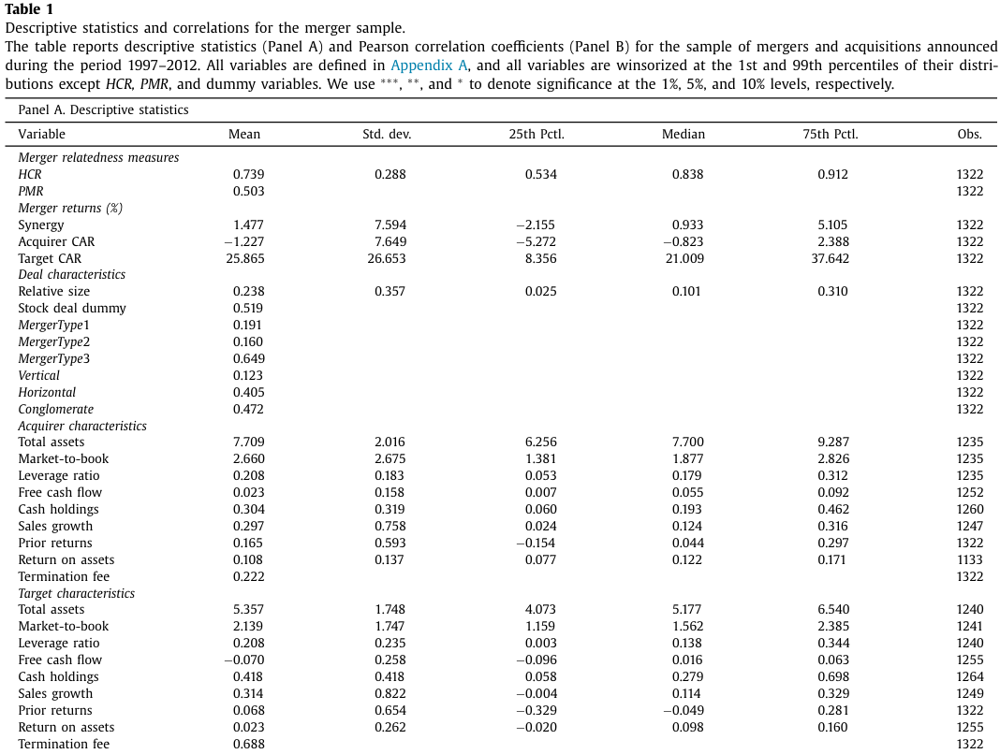 Table 1
Descriptive statistics and correlations for the merger sample.
The table reports descriptive statistics (Panel A) and Pearson correlation coefficients (Panel B) for the sample of mergers and acquisitions announced
during the period 1997–2012. All variables are defined in Appendix A, and all variables are winsorized at the 1st and 99th percentiles of their distri-
butions except HCR, PMR, and dummy variables. We use ***, **, and * to denote significance at the 1%, 5%, and 10% levels, respectively.
Panel A. Descriptive statistics
Variable Mean Std. dev. 25th Pctl. Median 75th Pctl. Obs.
Merger relatedness measures
HCR 0.739 0.288 0.534 0.838 0.912 1322
PMR 0.503 1322
Merger returns (%)
Synergy 1.477 7.594 −2.155 0.933 5.105 1322
Acquirer CAR −1.227 7.649 −5.272 −0.823 2.388 1322
Target CAR 25.865 26.653 8.356 21.009 37.642 1322
Deal characteristics
Relative size 0.238 0.357 0.025 0.101 0.310 1322
Stock deal dummy 0.519 1322
MergerType1 0.191 1322
MergerType2 0.160 1322
MergerType3 0.649 1322
Vertical 0.123 1322
Horizontal 0.405 1322
Conglomerate 0.472 1322
Acquirer characteristics
Total assets 7.709 2.016 6.256 7.700 9.287 1235
Market-to-book 2.660 2.675 1.381 1.877 2.826 1235
Leverage ratio 0.208 0.183 0.053 0.179 0.312 1235
Free cash flow 0.023 0.158 0.007 0.055 0.092 1252
Cash holdings 0.304 0.319 0.060 0.193 0.462 1260
Sales growth 0.297 0.758 0.024 0.124 0.316 1247
Prior returns 0.165 0.593 −0.154 0.044 0.297 1322
Return on assets 0.108 0.137 0.077 0.122 0.171 1133
Termination fee 0.222 1322
Target characteristics
Total assets 5.357 1.748 4.073 5.177 6.540 1240
Market-to-book 2.139 1.747 1.159 1.562 2.385 1241
Leverage ratio 0.208 0.235 0.003 0.138 0.344 1240
Free cash flow −0.070 0.258 −0.096 0.016 0.063 1255
Cash holdings 0.418 0.418 0.058 0.279 0.698 1264
Sales growth 0.314 0.822 −0.004 0.114 0.329 1249
Prior returns 0.068 0.654 −0.329 −0.049 0.281 1322
Return on assets 0.023 0.262 −0.020 0.098 0.160 1255
Termination fee 0.688 1322